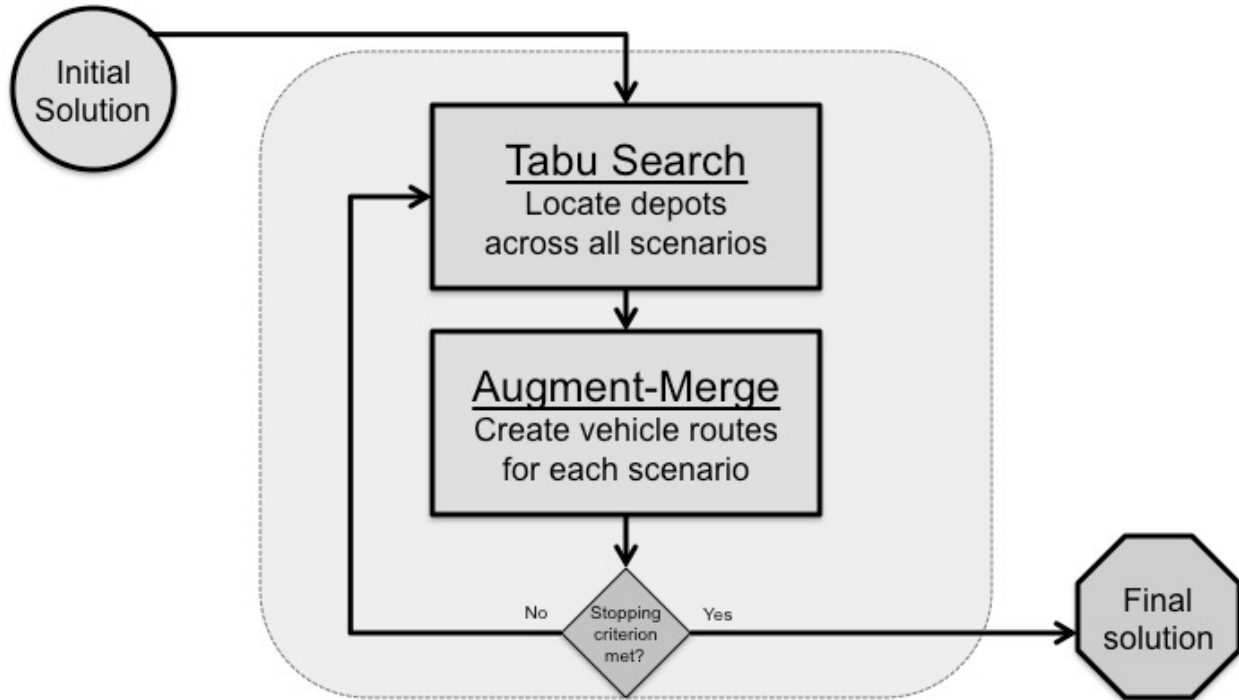 Initial
Solution
Tabu Search
Locate depots
across all scenarios
Augment-Merge
Create vehicle routes
for each scenario
No
Stopping
criterion
met?
Yes
Final
solution